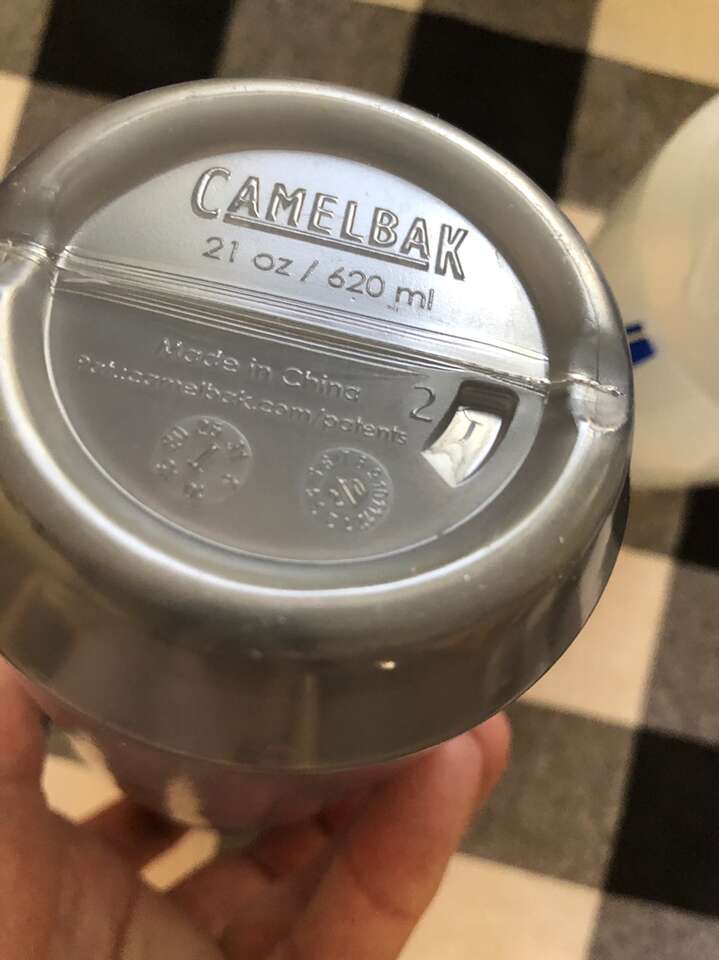 CAMELBAK
21 oz / 620 ml
Made in China
Pat: camelbak.com/patents
2